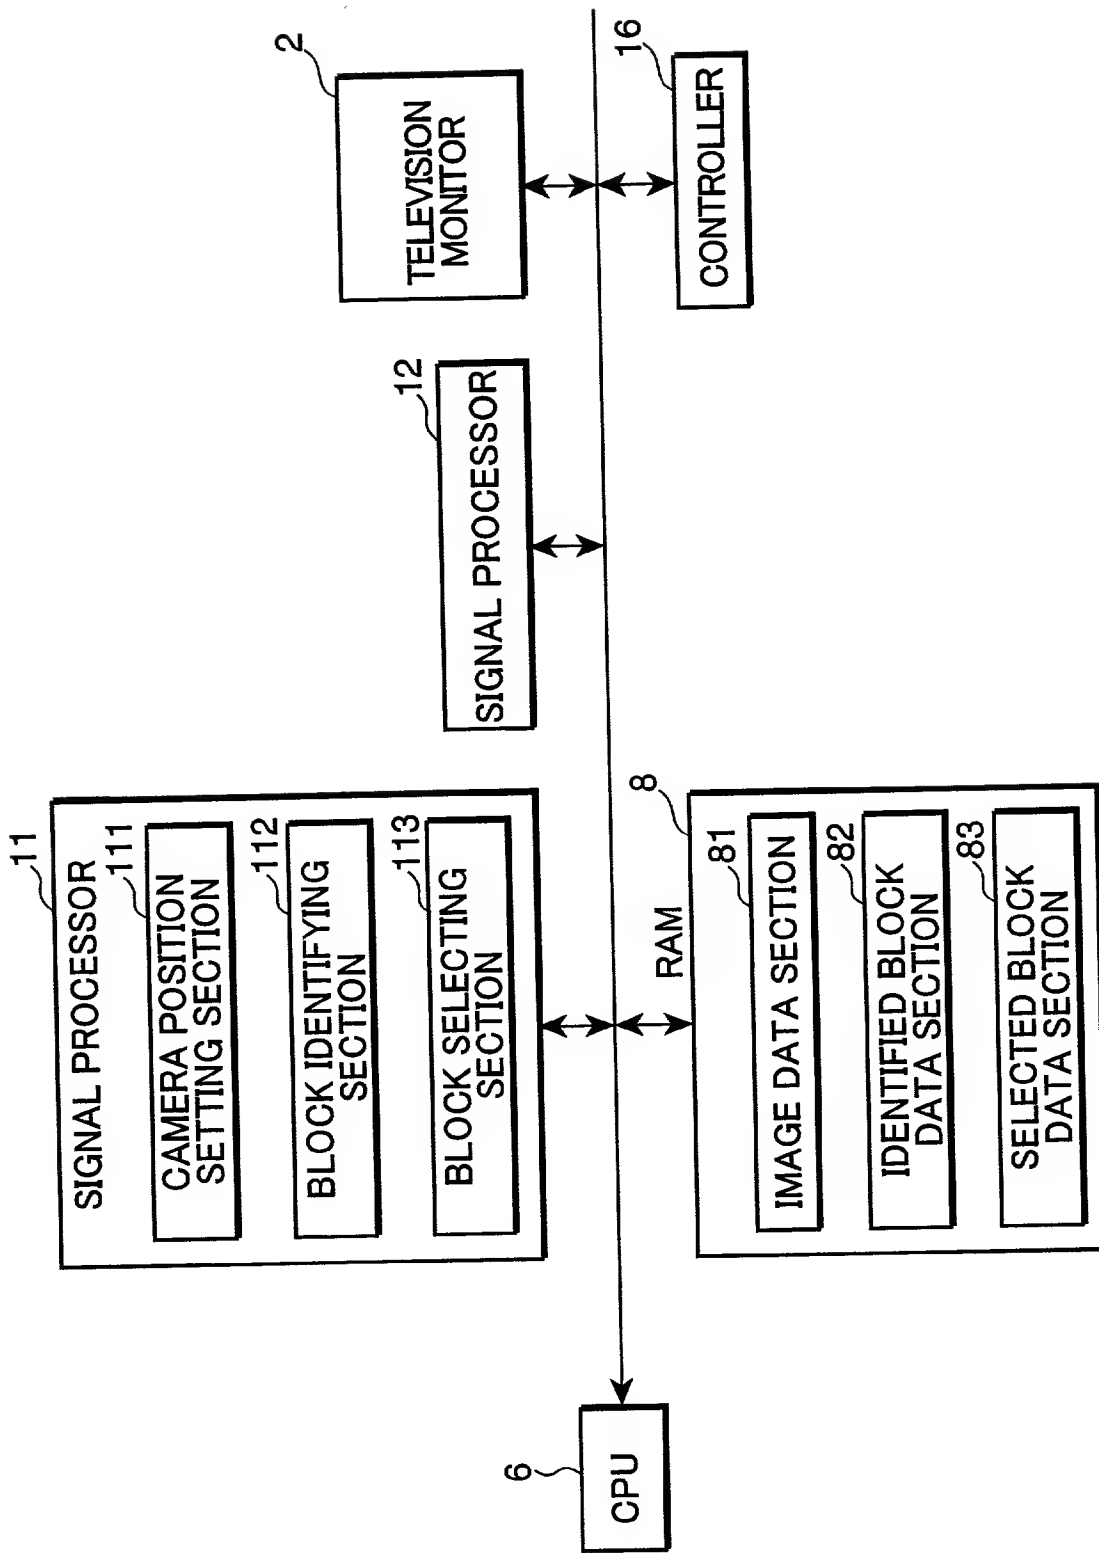 11
SIGNAL PROCESSOR
111
CAMERA POSITION
SETTING SECTION
112
BLOCK IDENTIFYING
SECTION
113
BLOCK SELECTING
SECTION
12
SIGNAL PROCESSOR
2
TELEVISION
MONITOR
6
CPU
RAM
8
81
IMAGE DATA SECTION
82
IDENTIFIED BLOCK
DATA SECTION
83
SELECTED BLOCK
DATA SECTION
16
CONTROLLER